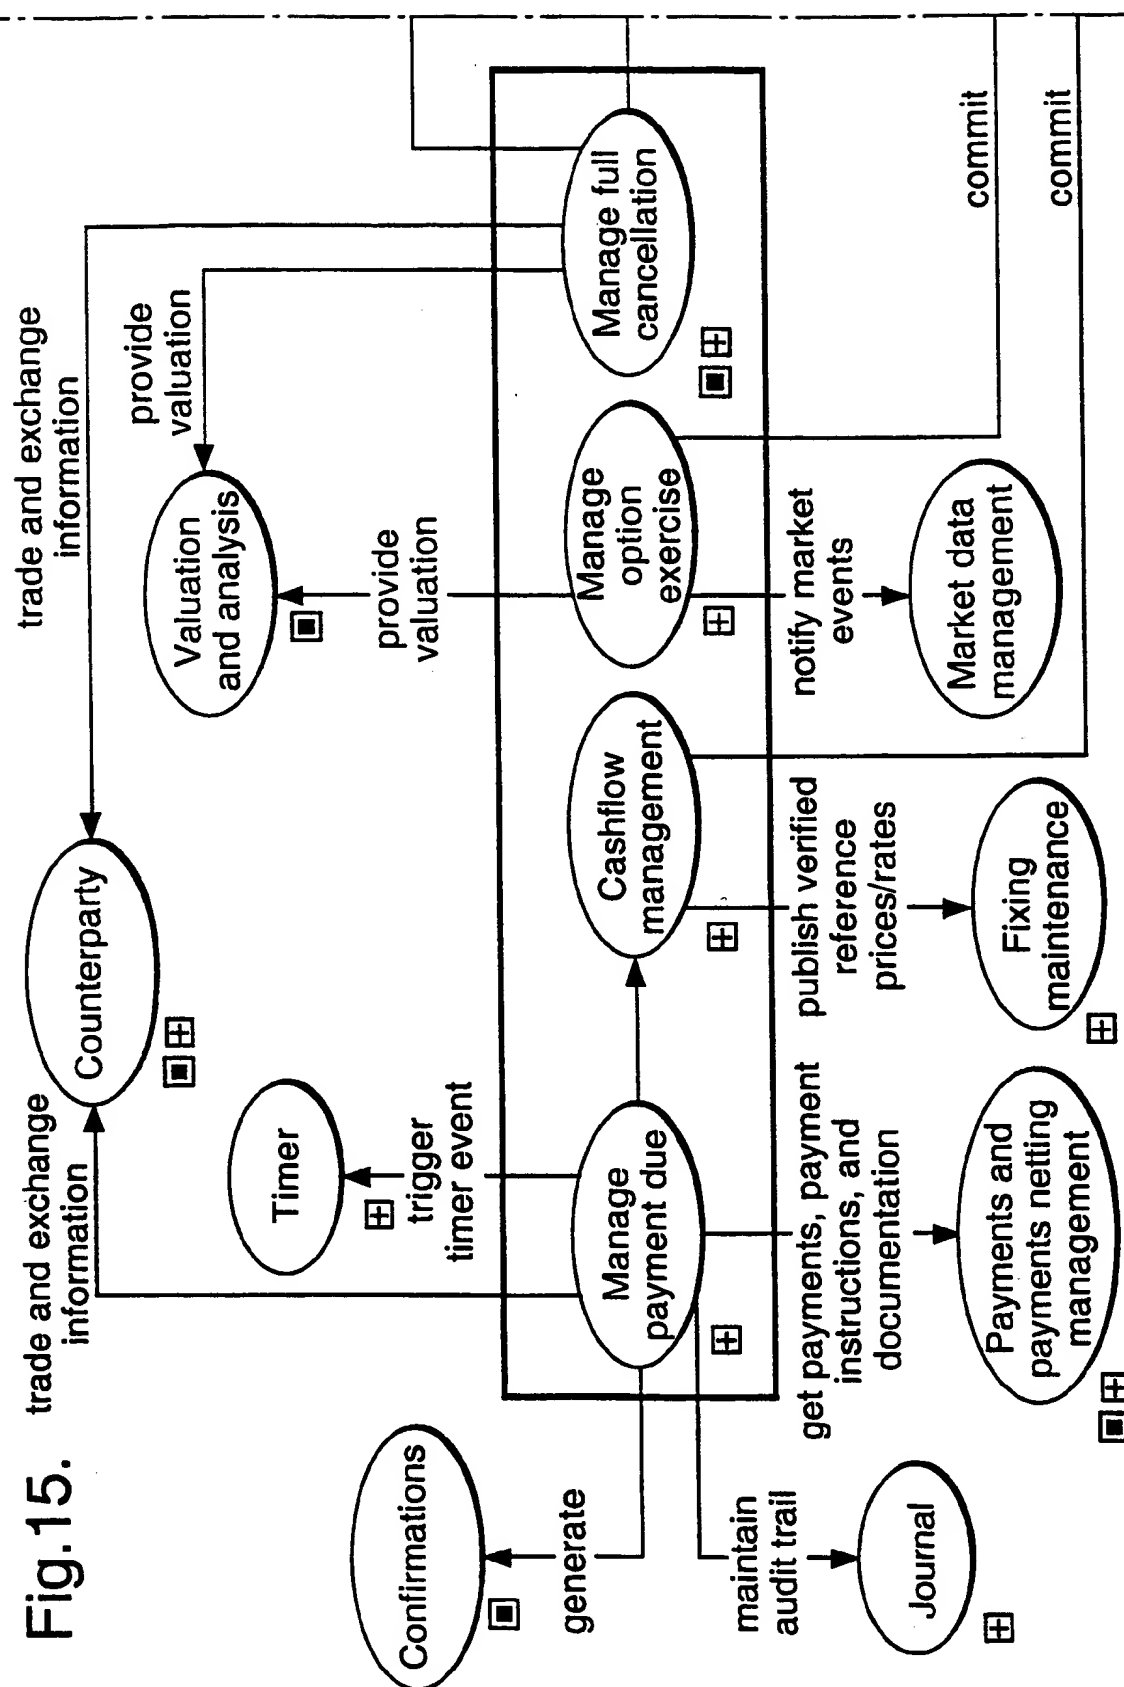 Fig.15.
trade and exchange
information
trade and exchange
information
Counterparty
provide
valuation
Timer
Valuation
and analysis
Confirmations
trigger
timer event
provide
valuation
generate
Manage
payment due
Cashflow
management
Manage
option
exercise
Manage full
cancellation
maintain
audit trail
get payments, payment
instructions, and
documentation
publish verified
reference
prices/rates
notify market
events
commit
commit
Journal
Payments and
payments netting
management
Fixing
maintenance
Market data
management